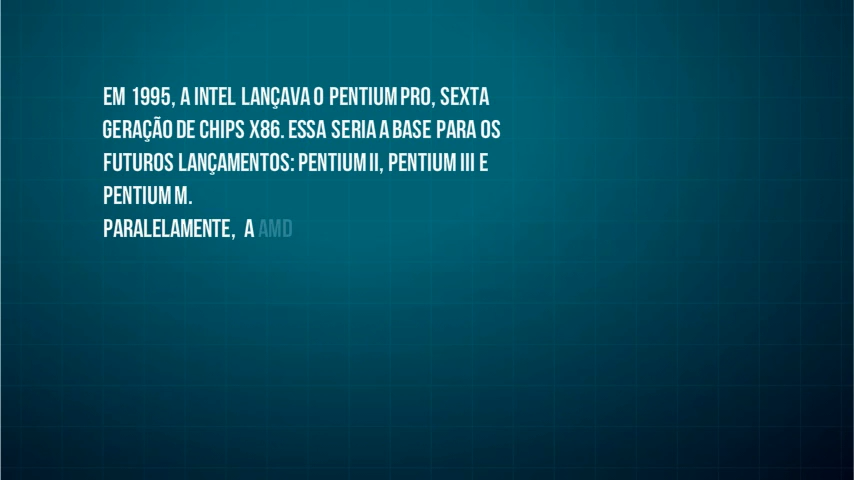 EM 1995, A INTEL LANÇAVA O PENTIUM PRO, SEXTA
GERAÇÃO DE CHIPS X86. ESSA SERIA A BASE PARA OS
FUTUROS LANÇAMENTOS: PENTIUM II, PENTIUM III E
PENTIUM M.
PARALELAMENTE, A AMD